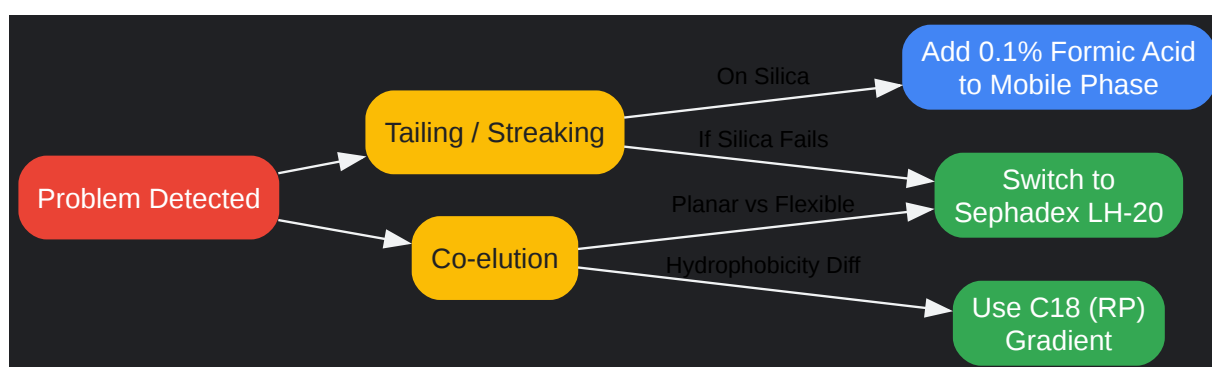 Problem Detected
Tailing / Streaking
Co-elution
On Silica
If Silica Fails
Planar vs Flexible
Hydrophobicity Diff
Add 0.1% Formic Acid
to Mobile Phase
Switch to
Sephadex LH-20
Use C18 (RP)
Gradient